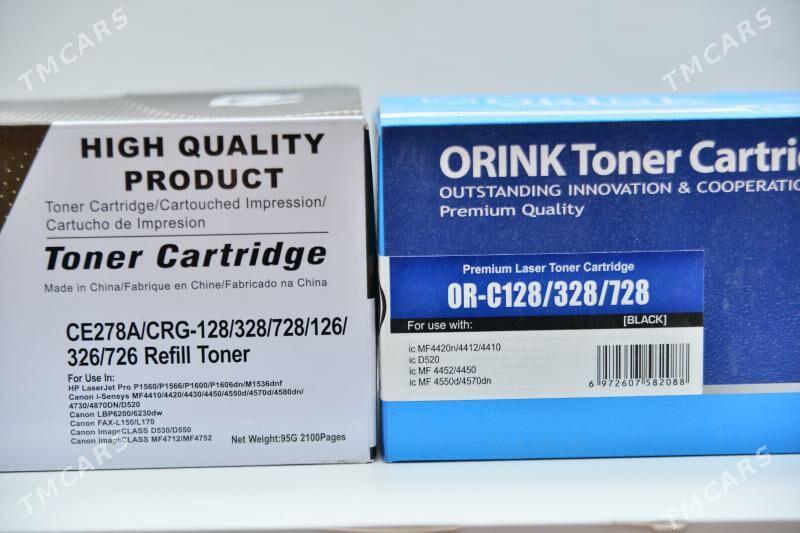 HIGH QUALITY
PRODUCT
Toner Cartridge/Cartouched Impression/
Cartucho de Impresion
Toner Cartridge
Made in China/Fabrique en Chine/Fabricado na China
CE278A/CRG-128/328/728/126/
326/726 Refill Toner
For Use In:
HP LaserJet Pro P1560/P1566/P1600/P1606dn/M1536dnf
Canon i-Sensys MF4410/4420/4430/4450/4550d/4570d/4580dn/
4730/4870DN/D520
Canon LBP6200/6230dw
Canon FAX-L150/L170
Canon ImageCLASS D530/D550
Canon imageCLASS MF4712/MF4752
Net Weight:95G 2100Pages
ORINK Toner Cartri
OUTSTANDING INNOVATION & COOPERATION
Premium Quality
Premium Laser Toner Cartridge
OR-C128/328/728
[BLACK]
For use with:
ic MF4420n/4412/4410
ic D520
ic MF 4452/4450
ic MF 4550d/4570dn
6 972607 582088
TMCARS
TMCARS
TMCARS
TMCARS